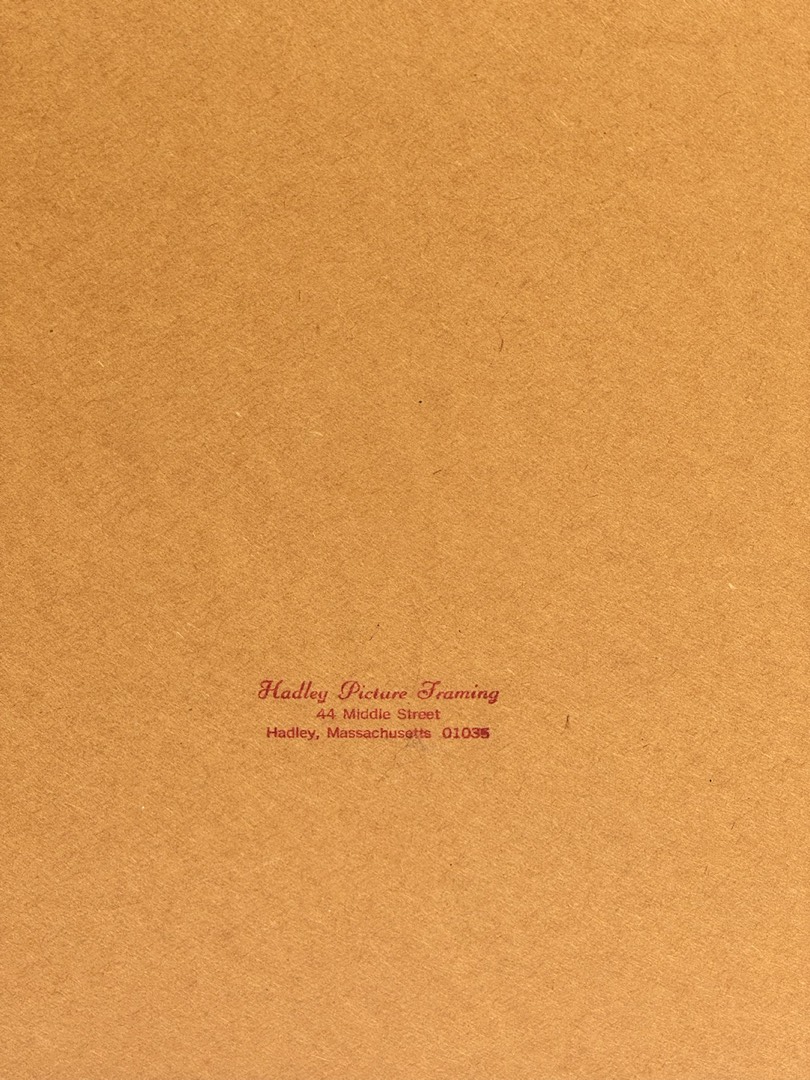 Hadley Picture Framing
44 Middle Street
Hadley, Massachusetts 01035